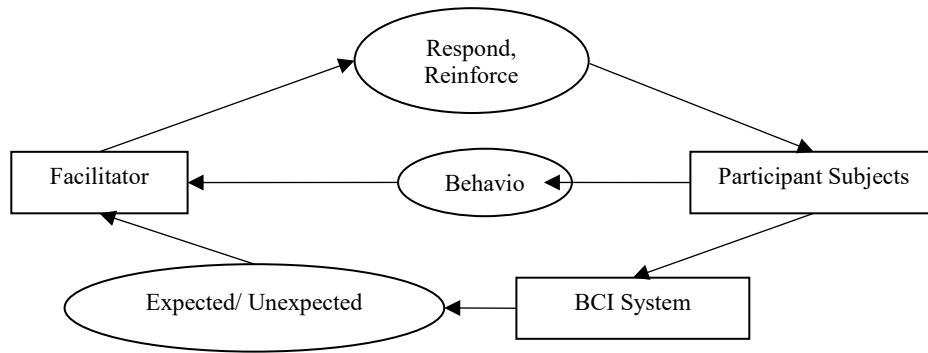 Respond,
Reinforce
Facilitator
Behavio
Participant Subjects
Expected/ Unexpected
BCI System